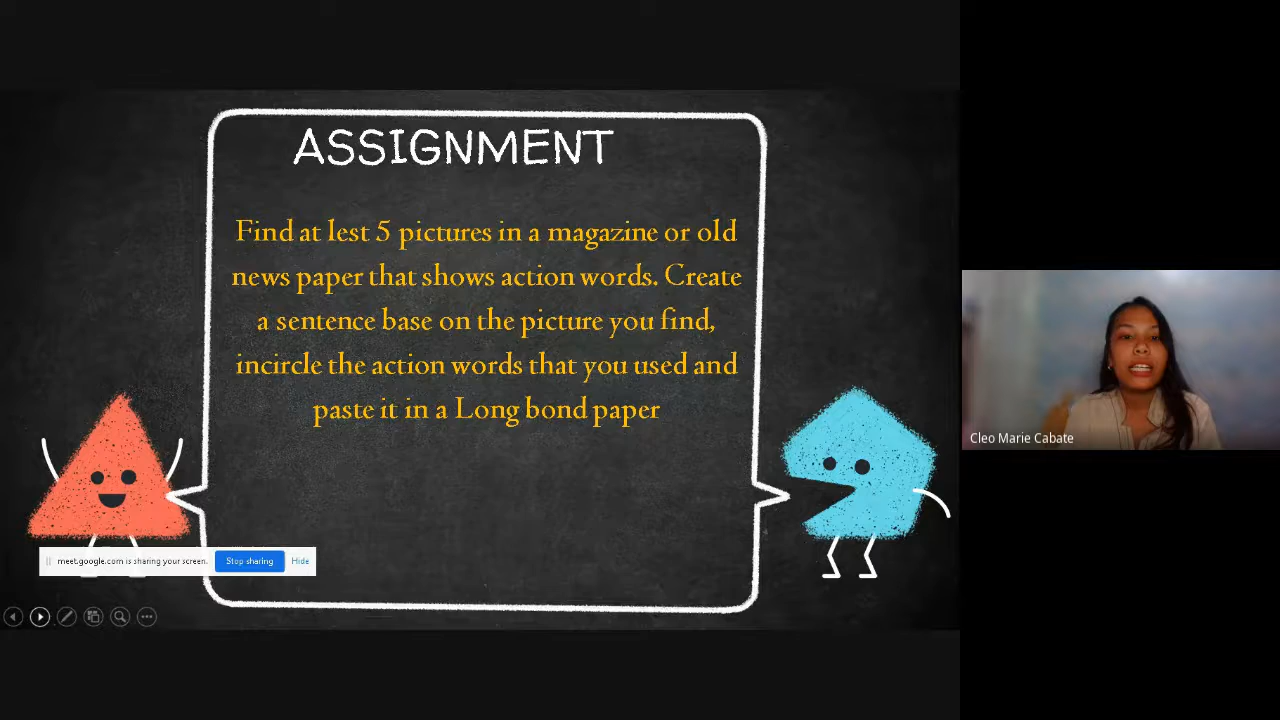 ASSIGNMENT
Find at lest 5 pictures in a magazine or old
news paper that shows action words. Create
a sentence base on the picture you find,
incircle the action words that you used and
paste it in a Long bond paper
Cleo Marie Cabate
meet.google.com is sharing your screen.
Stop sharing
Hide